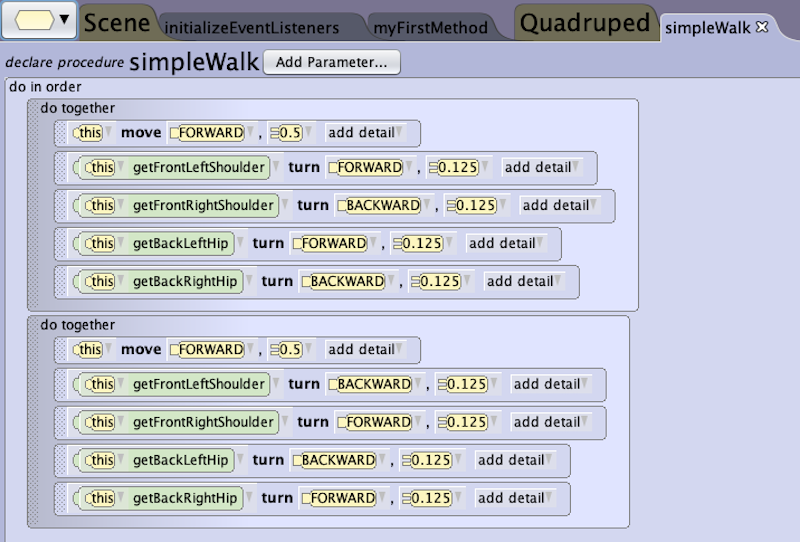 Scene initializeEventListeners myFirstMethod Quadruped simpleWalk
declare procedure simpleWalk Add Parameter...
do in order
do together
this move FORWARD , 0.5 add detail
this getFrontLeftShoulder turn FORWARD , 0.125 add detail
this getFrontRightShoulder turn BACKWARD , 0.125 add detail
this getBackLeftHip turn FORWARD , 0.125 add detail
this getBackRightHip turn BACKWARD , 0.125 add detail
do together
this move FORWARD , 0.5 add detail
this getFrontLeftShoulder turn BACKWARD , 0.125 add detail
this getFrontRightShoulder turn FORWARD , 0.125 add detail
this getBackLeftHip turn BACKWARD , 0.125 add detail
this getBackRightHip turn FORWARD , 0.125 add detail